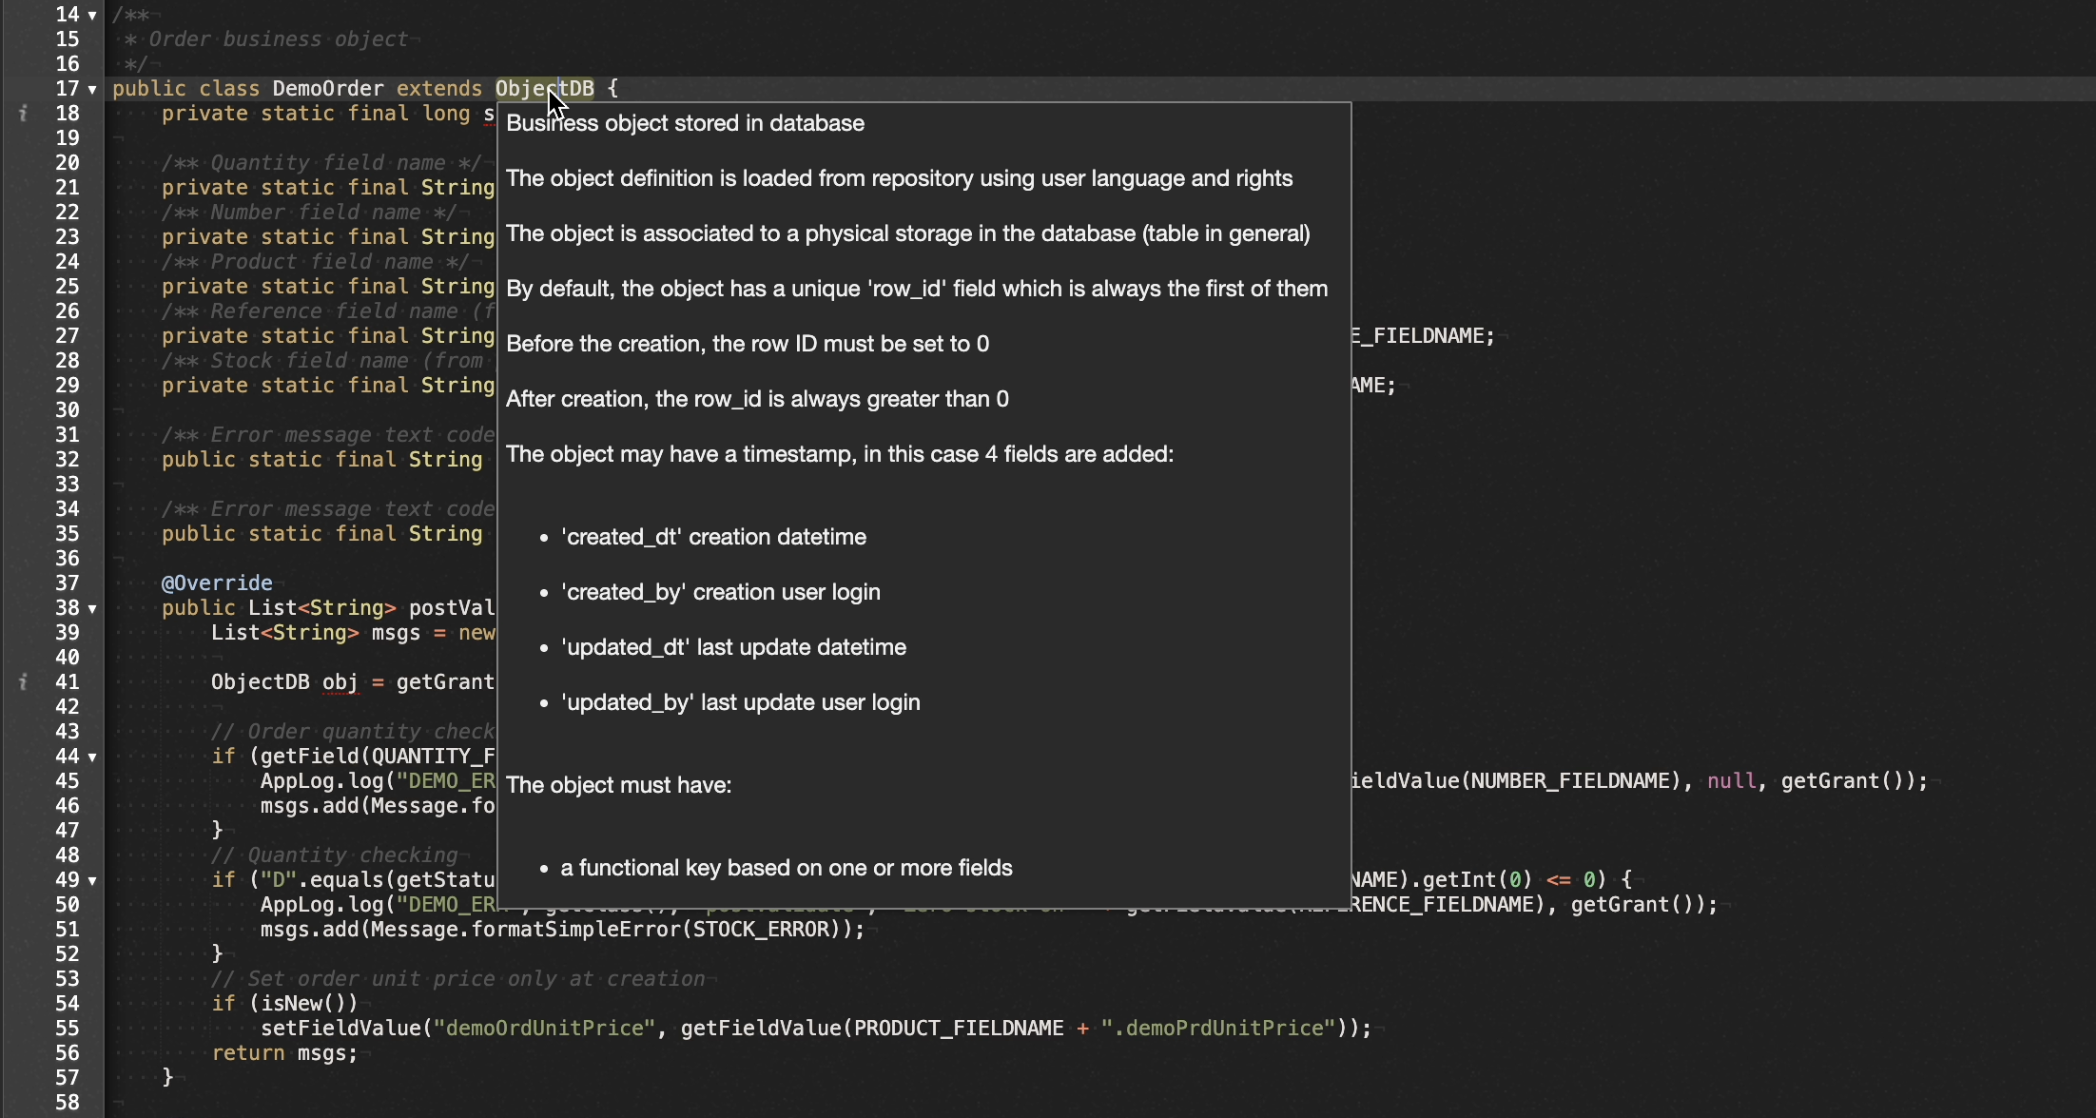 14 /**
15 * Order business object
16 */
17 public class DemoOrder extends ObjectDB {
18 private static final long s
19
20 /** Quantity field name */
21 private static final String
22 /** Number field name */
23 private static final String
24 /** Product field name */
25 private static final String
26 /** Reference field name (f
27 private static final String E_FIELDNAME;
28 /** Stock field name (from
29 private static final String AME;
30
31 /** Error message text code
32 public static final String
33
34 /** Error message text code
35 public static final String
36
37 @Override
38 public List<String> postVal
39 List<String> msgs = new
40
41 ObjectDB obj = getGrant
42
43 // Order quantity check
44 if (getField(QUANTITY_F
45 AppLog.log("DEMO_ER ieldValue(NUMBER_FIELDNAME), null, getGrant());
46 msgs.add(Message.fo
47 }
48 // Quantity checking
49 if ("D".equals(getStatu NAME).getInt(0) <= 0) {
50 AppLog.log("DEMO_ER RENCE_FIELDNAME), getGrant());
51 msgs.add(Message.formatSimpleError(STOCK_ERROR));
52 }
53 // Set order unit price only at creation
54 if (isNew())
55 setFieldValue("demoOrdUnitPrice", getFieldValue(PRODUCT_FIELDNAME + ".demoPrdUnitPrice"));
56 return msgs;
57 }
58
Business object stored in database
The object definition is loaded from repository using user language and rights
The object is associated to a physical storage in the database (table in general)
By default, the object has a unique 'row_id' field which is always the first of them
Before the creation, the row ID must be set to 0
After creation, the row_id is always greater than 0
The object may have a timestamp, in this case 4 fields are added:
• 'created_dt' creation datetime
• 'created_by' creation user login
• 'updated_dt' last update datetime
• 'updated_by' last update user login
The object must have:
• a functional key based on one or more fields